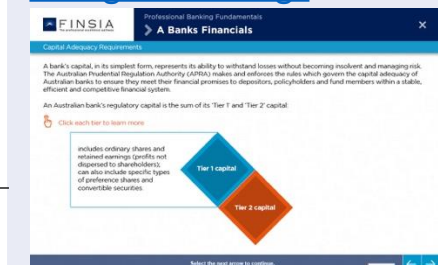 FINSIA
Professional Banking Fundamentals
A Banks Financials
Capital Adequacy Requirements
A bank's capital, in its simplest form, represents its ability to withstand losses without becoming insolvent and managing risk.
The Australian Prudential Regulation Authority (APRA) makes and enforces the rules which govern the capital adequacy of
Australian banks to ensure they meet their financial promises to depositors, policyholders and fund members within a stable,
efficient and competitive financial system.
An Australian bank's regulatory capital is the sum of its 'Tier 1' and 'Tier 2' capital:
Click each tier to learn more
includes ordinary shares and
retained earnings (profits not
dispersed to shareholders);
can also include specific types
of preference shares and
convertible securities.
Tier 1 capital
Tier 2 capital
Select the next arrow to continue.